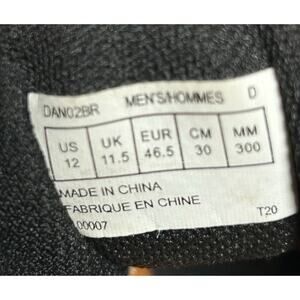 DAN02BR MEN'S/HOMMES D
US UK EUR CM MM
12 11.5 46.5 30 300
MADE IN CHINA
FABRIQUE EN CHINE
00007 T20